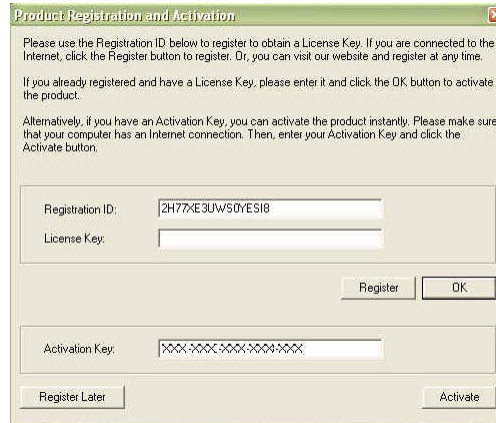 Product Registration and Activation
Please use the Registration ID below to register to obtain a License Key. If you are connected to the
Internet, click the Register button to register. Or, you can visit our website and register at any time.
If you already registered and have a License Key, please enter it and click the OK button to activate
the product.
Alternatively, if you have an Activation Key, you can activate the product instantly. Please make sure
that your computer has an Internet connection. Then, enter your Activation Key and click the
Activate button.
Registration ID: 2H77XE3UWS0YESI8
License Key:
Register OK
Activation Key: XXX-XXX-XXX-XXX-XXX
Register Later Activate